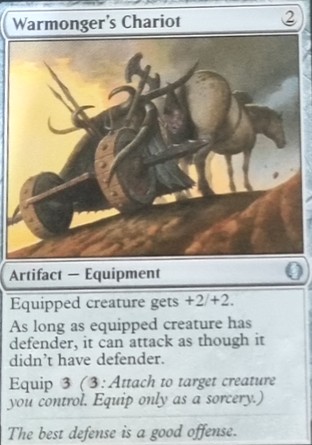 Warmonger's Chariot 2
Artifact — Equipment
Equipped creature gets +2/+2.
As long as equipped creature has
defender, it can attack as though it
didn't have defender.
Equip 3 (3: Attach to target creature
you control. Equip only as a sorcery.)
The best defense is a good offense.